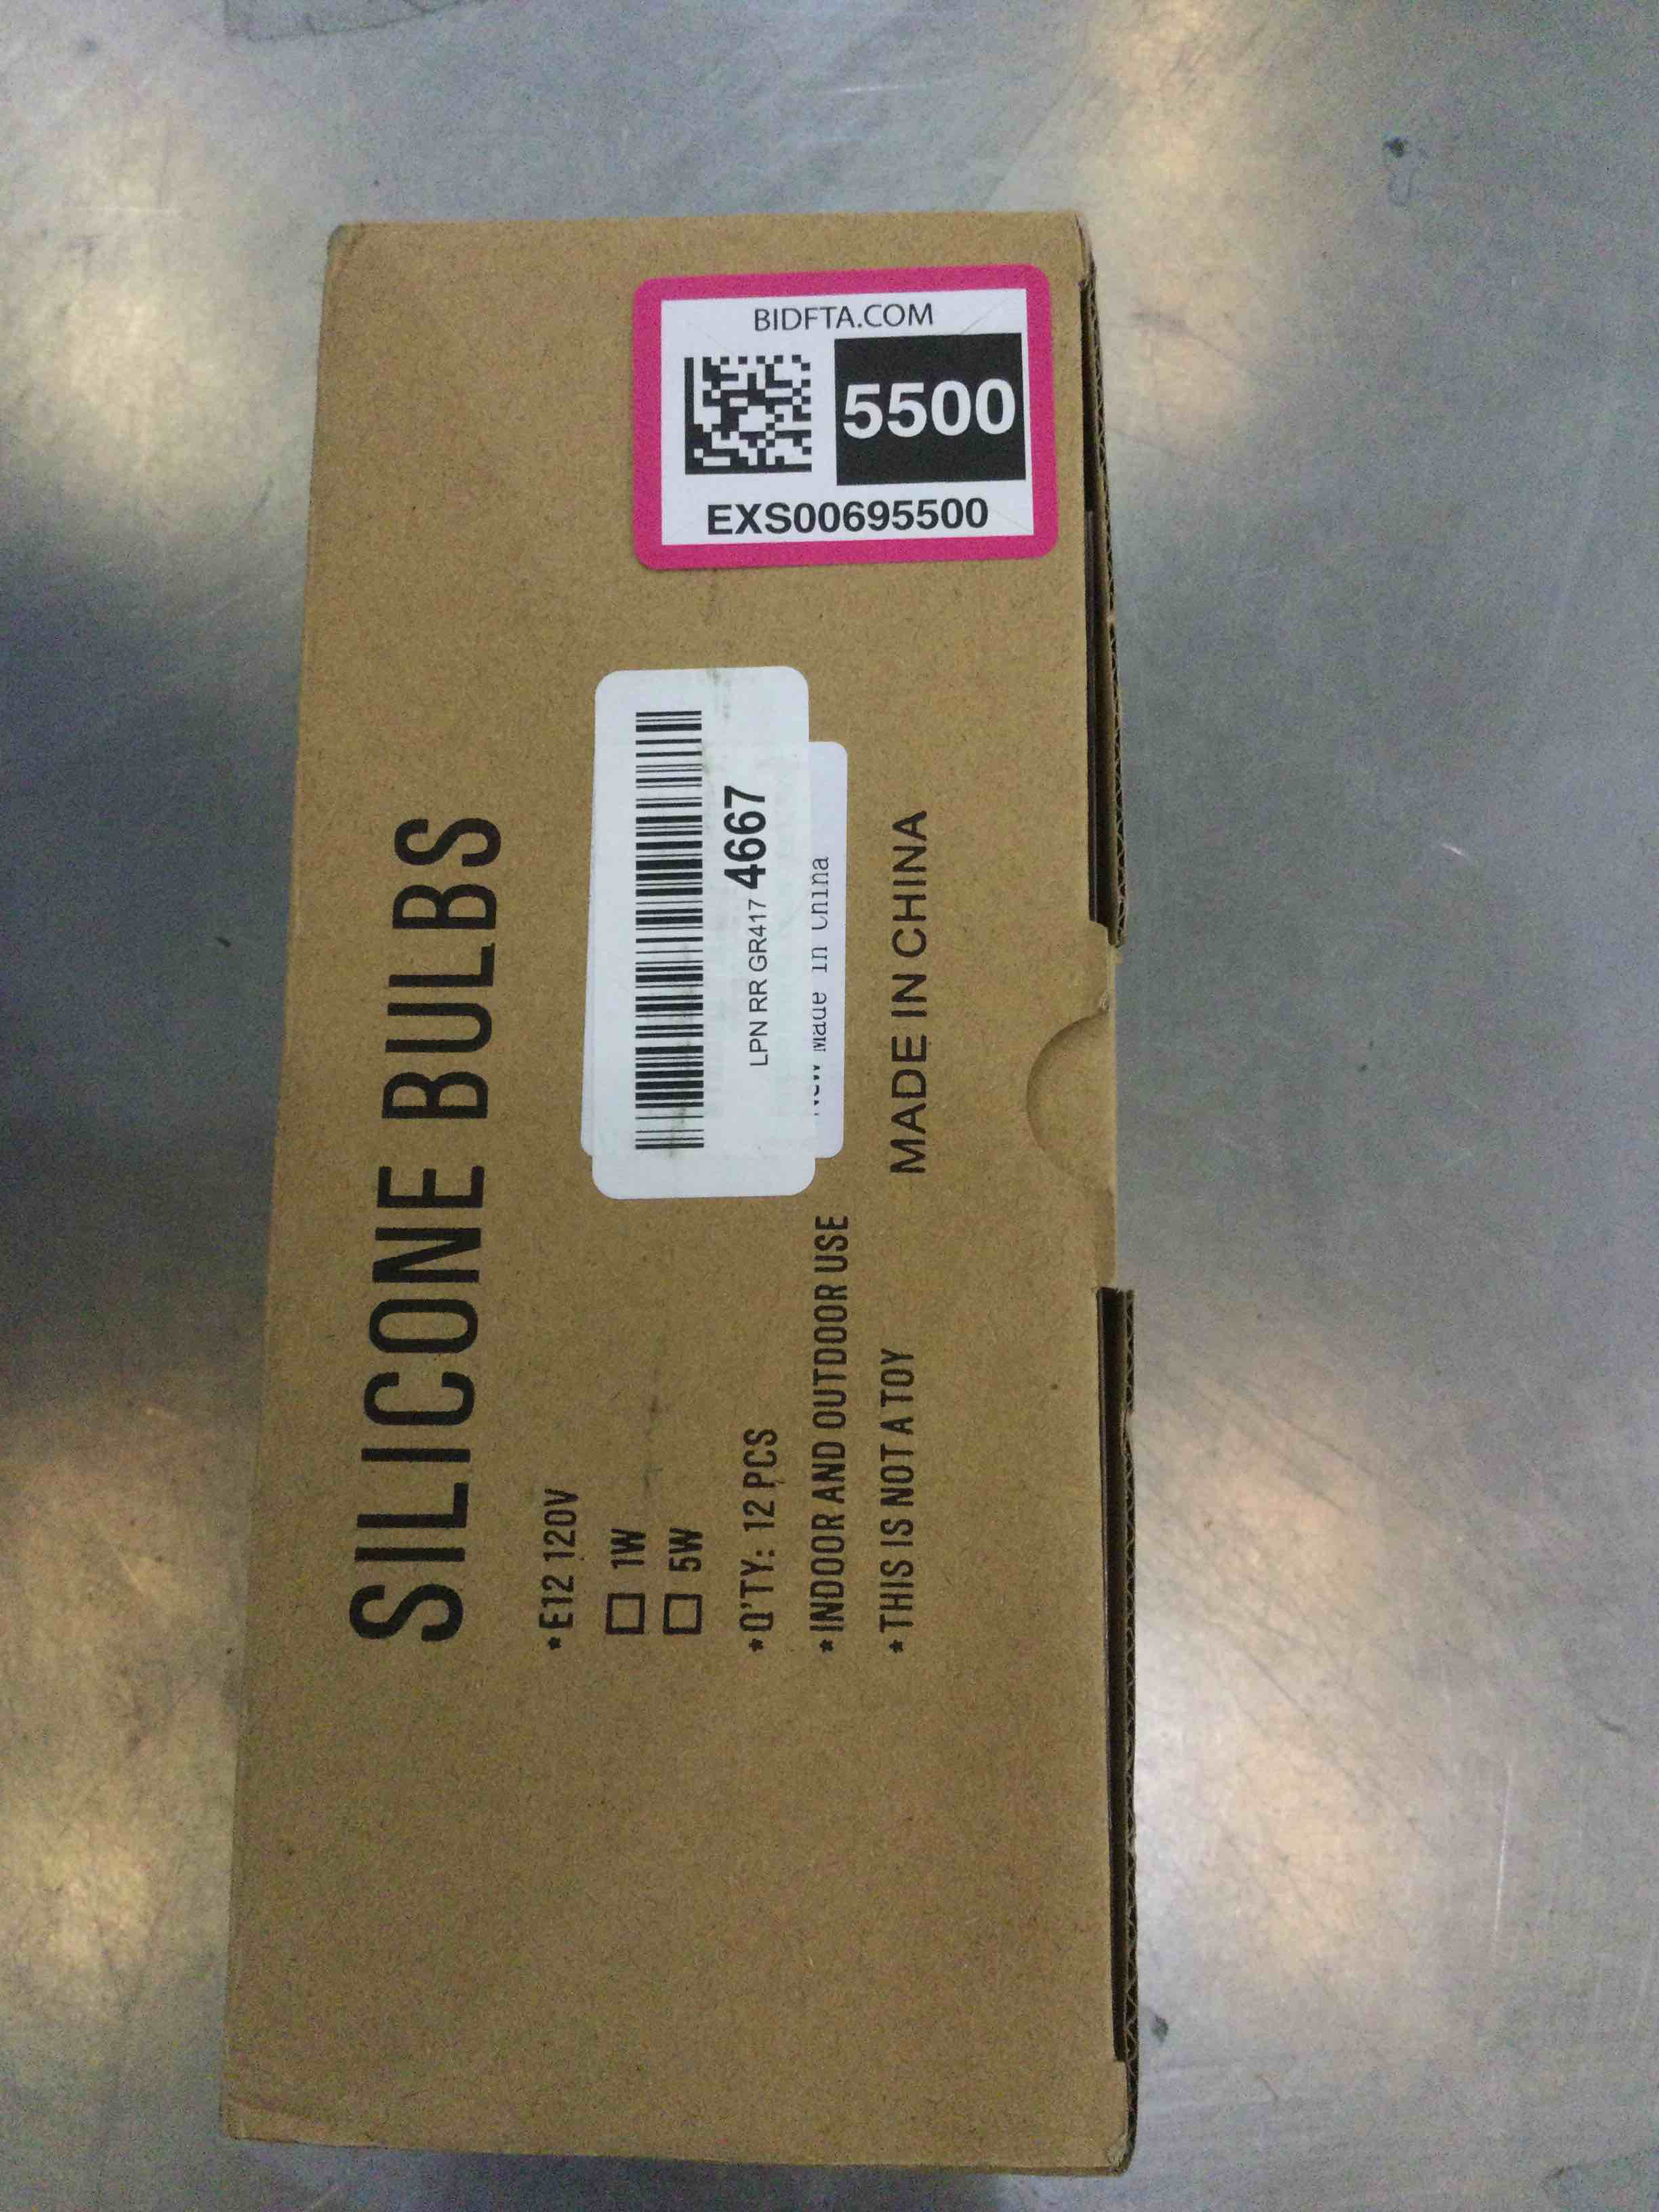 BIDFTA.COM
5500
EXS00695500
SILICONE BULBS
*E12 120V
1W
5W
*Q'TY: 12 PCS
*INDOOR AND OUTDOOR USE
*THIS IS NOT A TOY
LPN RR GR417 4667
New Made in China
MADE IN CHINA